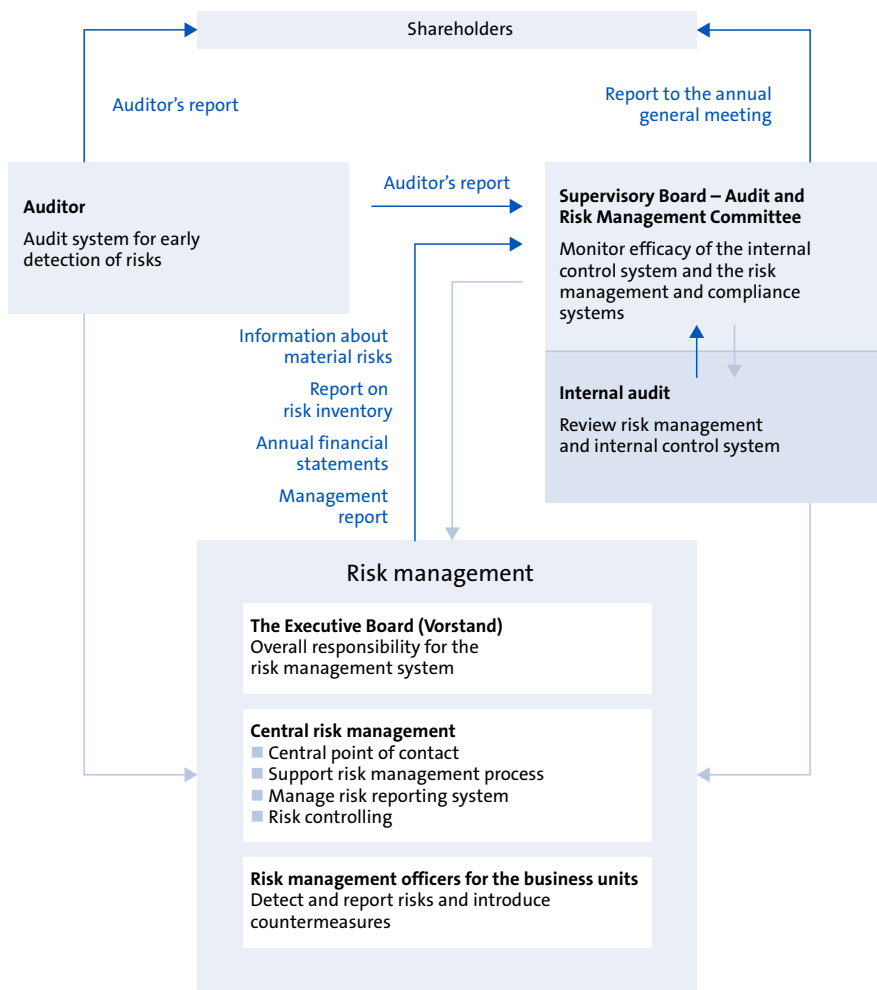 Shareholders
Auditor’s report
Report to the annual
general meeting
Auditor
Audit system for early
detection of risks
Auditor’s report
Supervisory Board – Audit and
Risk Management Committee
Monitor efficacy of the internal
control system and the risk
management and compliance
systems
Information about
material risks
Report on
risk inventory
Annual financial
statements
Management
report
Internal audit
Review risk management
and internal control system
Risk management
The Executive Board (Vorstand)
Overall responsibility for the
risk management system
Central risk management
Central point of contact
Support risk management process
Manage risk reporting system
Risk controlling
Risk management officers for the business units
Detect and report risks and introduce
countermeasures